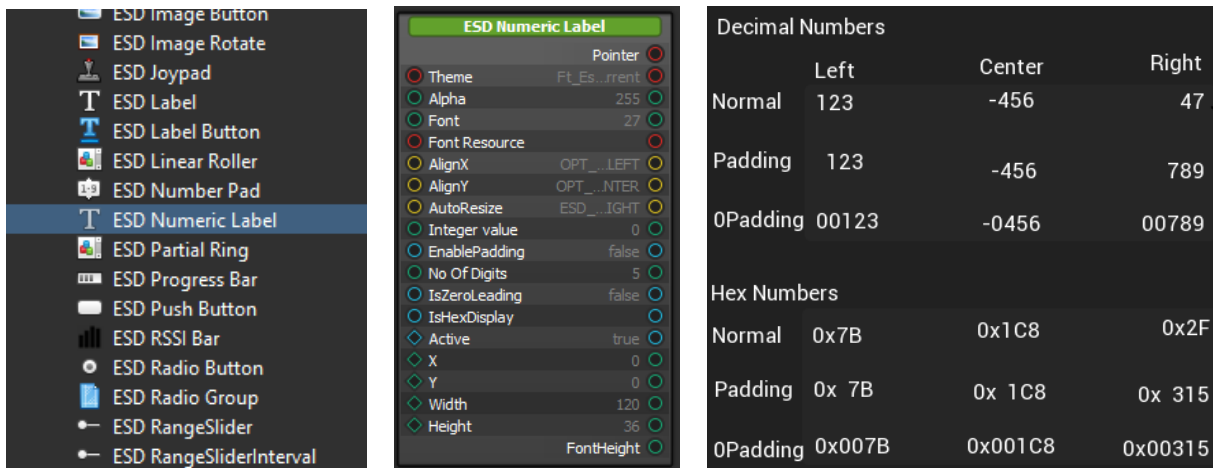 ESD Image Button
ESD Image Rotate
ESD Joypad
ESD Label
ESD Label Button
ESD Linear Roller
ESD Number Pad
ESD Numeric Label
ESD Partial Ring
ESD Progress Bar
ESD Push Button
ESD RSSI Bar
ESD Radio Button
ESD Radio Group
ESD RangeSlider
ESD RangeSliderInterval
ESD Numeric Label
Pointer
Theme Ft_Es...rrent
Alpha 255
Font 27
Font Resource
AlignX OPT_...LEFT
AlignY OPT_...NTER
AutoResize ESD_...IGHT
Integer value 0
EnablePadding false
No Of Digits 5
IsZeroLeading false
IsHexDisplay
Active true
X 0
Y 0
Width 120
Height 36
FontHeight
Decimal Numbers
Left Center Right
Normal 123 -456 47
Padding 123 -456 789
0Padding 00123 -0456 00789
Hex Numbers
Normal 0x7B 0x1C8 0x2F
Padding 0x 7B 0x 1C8 0x 315
0Padding 0x007B 0x001C8 0x00315